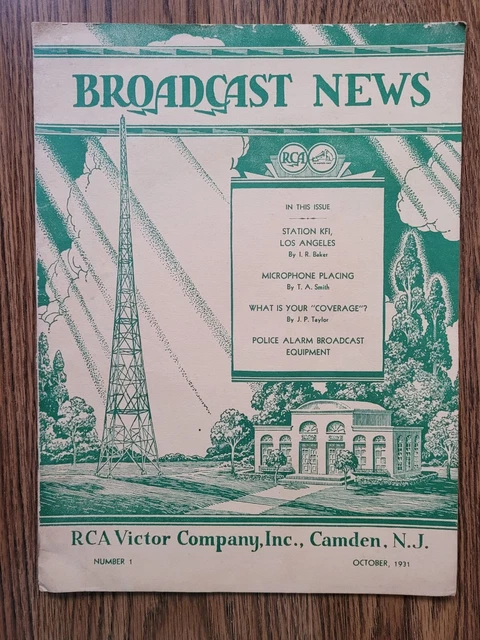 BROADCAST NEWS
RCA
IN THIS ISSUE
STATION KFI,
LOS ANGELES
By I. R. Baker
MICROPHONE PLACING
By T. A. Smith
WHAT IS YOUR "COVERAGE"?
By J. P. Taylor
POLICE ALARM BROADCAST
EQUIPMENT
RCA Victor Company, Inc., Camden, N.J.
NUMBER 1
OCTOBER, 1931